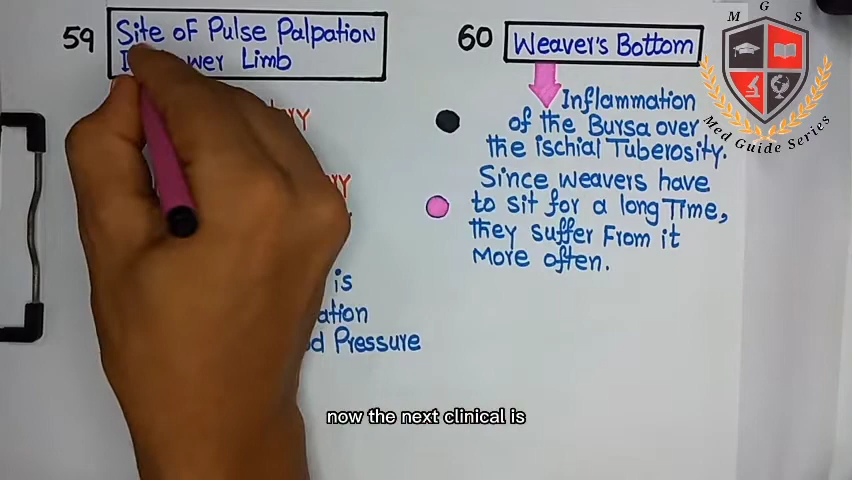 59
Site of Pulse Palpation
Lower Limb
is
ation
Pressure
60
Weaver's Bottom
Inflammation
of the Bursa over
the ischial Tuberosity.
Since weavers have
to sit for a long Time,
they suffer From it
More often.
M G S
Med Guide Series
now the next clinical is